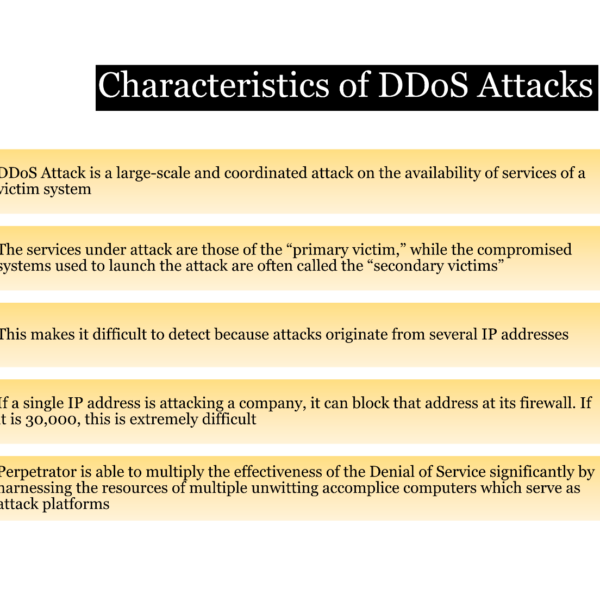 Characteristics of DDoS Attacks
DDoS Attack is a large-scale and coordinated attack on the availability of services of a
victim system
The services under attack are those of the “primary victim,” while the compromised
systems used to launch the attack are often called the “secondary victims”
This makes it difficult to detect because attacks originate from several IP addresses
If a single IP address is attacking a company, it can block that address at its firewall. If
it is 30,000, this is extremely difficult
Perpetrator is able to multiply the effectiveness of the Denial of Service significantly by
harnessing the resources of multiple unwitting accomplice computers which serve as
attack platforms